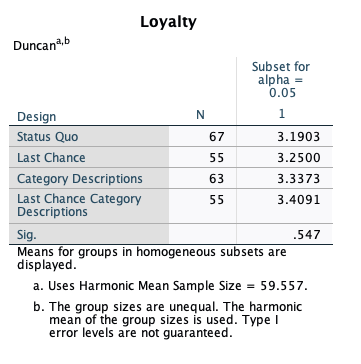 Loyalty
Duncana,b
Subset for
alpha =
0.05
Design N 1
Status Quo 67 3.1903
Last Chance 55 3.2500
Category Descriptions 63 3.3373
Last Chance Category 55 3.4091
Descriptions
Sig. .547
Means for groups in homogeneous subsets are
displayed.
a. Uses Harmonic Mean Sample Size = 59.557.
b. The group sizes are unequal. The harmonic
mean of the group sizes is used. Type I
error levels are not guaranteed.